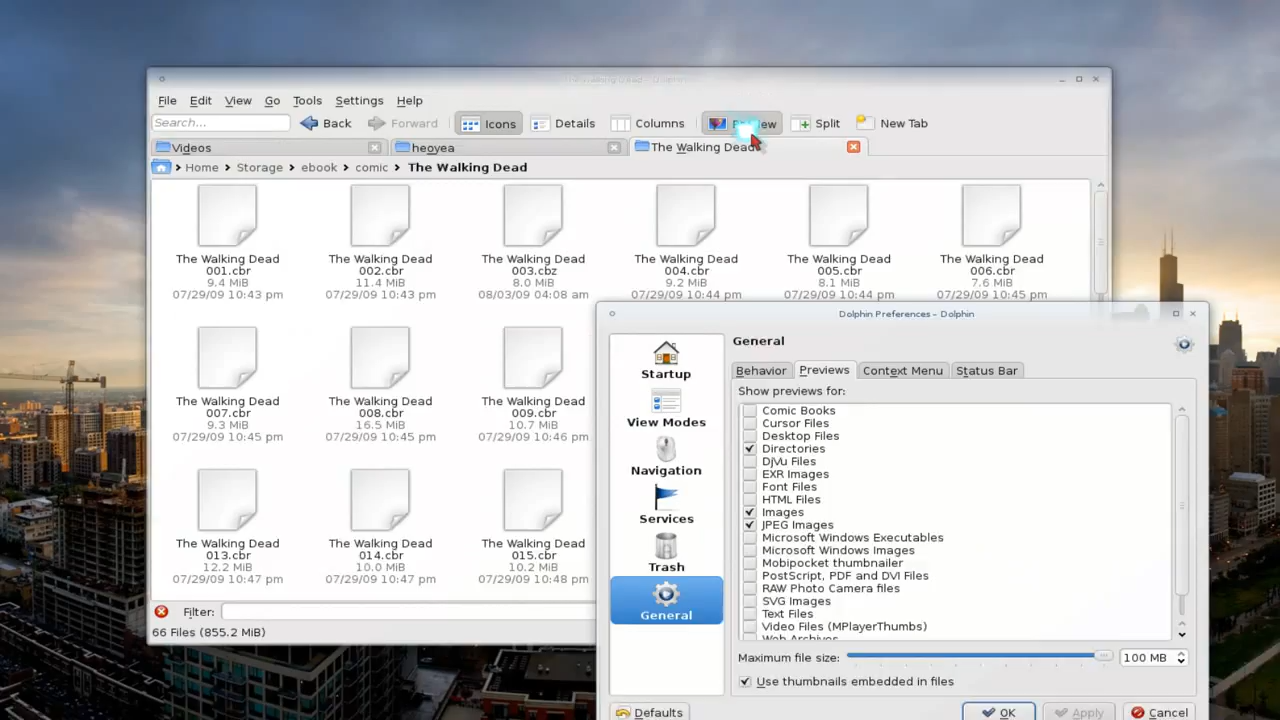 File Edit View Go Tools Settings Help
Search... Back Forward Icons Details Columns Split New Tab
Videos heoyea The Walking Dead
Home > Storage > ebook > comic > The Walking Dead
The Walking Dead The Walking Dead The Walking Dead The Walking Dead The Walking Dead The Walking Dead
001.cbr 002.cbr 003.cbz 004.cbr 005.cbr 006.cbr
9.4 MiB 11.4 MiB 8.0 MiB 9.2 MiB 8.1 MiB 7.6 MiB
07/29/09 10:43 pm 07/29/09 10:43 pm 08/03/09 04:08 am 07/29/09 10:44 pm 07/29/09 10:44 pm 07/29/09 10:45 pm
The Walking Dead The Walking Dead The Walking Dead
007.cbr 008.cbr 009.cbr
9.3 MiB 16.5 MiB 10.7 MiB
07/29/09 10:45 pm 07/29/09 10:45 pm 07/29/09 10:46 pm
The Walking Dead The Walking Dead The Walking Dead
013.cbr 014.cbr 015.cbr
12.2 MiB 10.0 MiB 10.2 MiB
07/29/09 10:47 pm 07/29/09 10:47 pm 07/29/09 10:48 pm
Filter:
66 Files (855.2 MiB)
Dolphin Preferences – Dolphin
Startup
View Modes
Navigation
Services
Trash
General
General
Behavior Previews Context Menu Status Bar
Show previews for:
Comic Books
Cursor Files
Desktop Files
Directories
DjVu Files
EXR Images
Font Files
HTML Files
Images
JPEG Images
Microsoft Windows Executables
Microsoft Windows Images
Mobipocket thumbnailer
PostScript, PDF and DVI Files
RAW Photo Camera files
SVG Images
Text Files
Video Files (MPlayerThumbs)
Web Archives
Maximum file size: 100 MB
Use thumbnails embedded in files
Defaults OK Apply Cancel